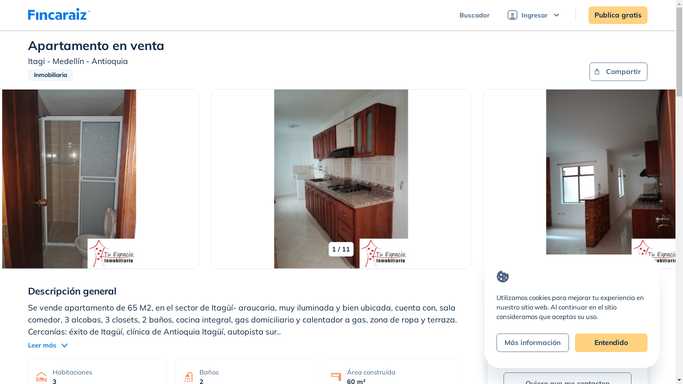 Fincaraiz
Buscador
Ingresar
Publica gratis
Apartamento en venta
Itagi - Medellín - Antioquia
Inmobiliaria
Compartir
Tu Espacio
Inmobiliaria
1 / 11
Tu Espacio
Inmobiliaria
Tu Espacio
Inmobiliaria
Descripción general
Se vende apartamento de 65 M2, en el sector de Itagüí- araucaria, muy iluminada y bien ubicada, cuenta con, sala
comedor, 3 alcobas, 3 closets, 2 baños, cocina integral, gas domiciliario y calentador a gas, zona de ropa y terraza.
Cercanías: éxito de Itagüí, clínica de Antioquia Itagüí, autopista sur..
Leer más
Habitaciones
3
Baños
2
Área construida
60 m²
Utilizamos cookies para mejorar tu experiencia en
nuestro sitio web. Al continuar en el sitio
consideramos que aceptas su uso.
Más información
Entendido
Quiero que me contacten